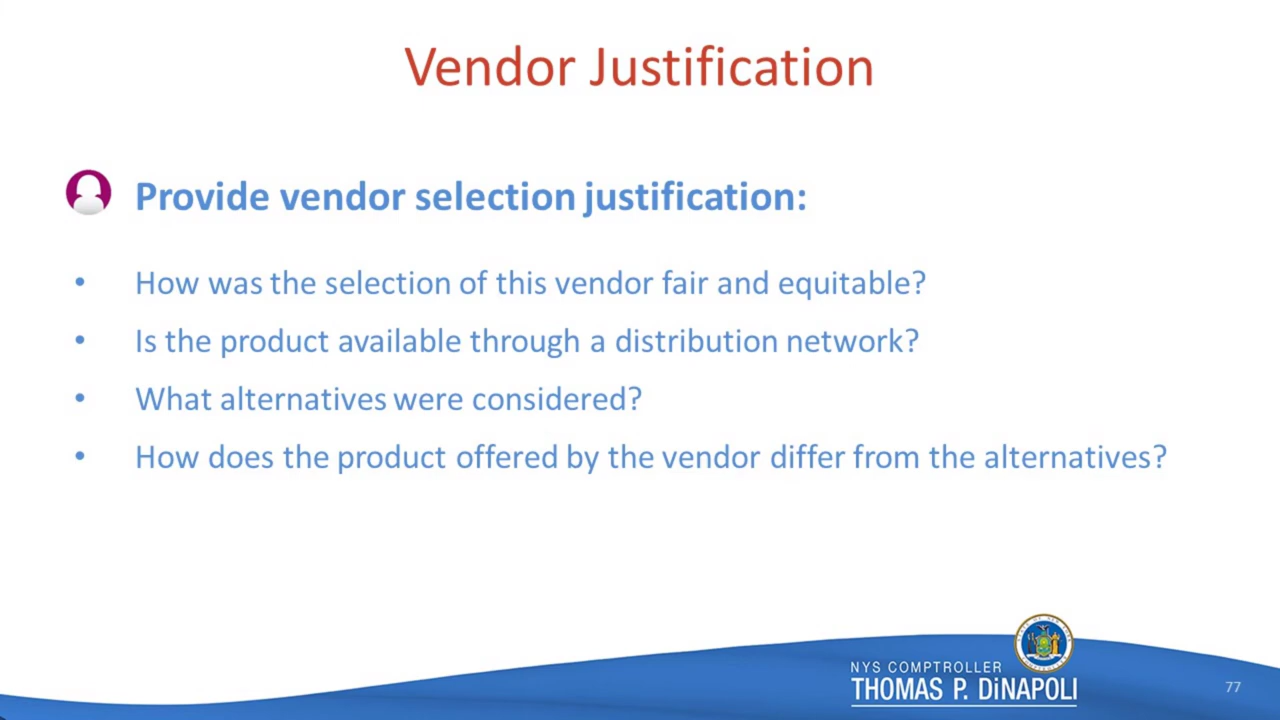 Vendor Justification
Provide vendor selection justification:
• How was the selection of this vendor fair and equitable?
• Is the product available through a distribution network?
• What alternatives were considered?
• How does the product offered by the vendor differ from the alternatives?
NYS COMPTROLLER
THOMAS P. DiNAPOLI
77